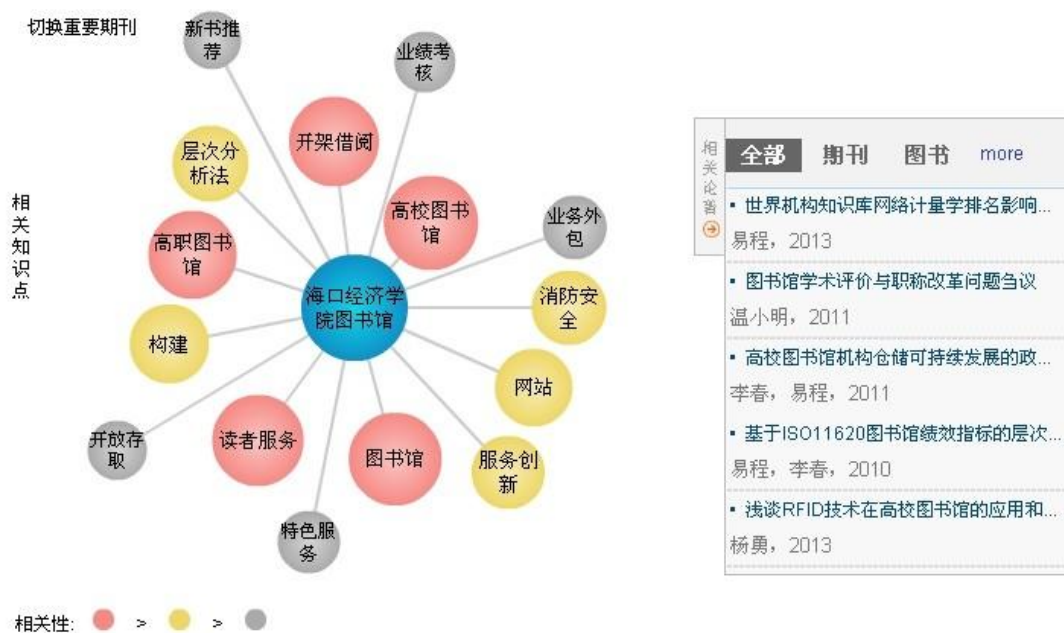 切换重要期刊
新书推
荐
业绩考
核
开架借阅
层次分
析法
高校图书
馆
业务外
包
高职图书
馆
海口经济学
院图书馆
消防安
全
构建
网站
开放存
取
读者服务
图书馆
服务创
新
特色服
务
相关知识点
相关性: > >
相关论著
全部 期刊 图书 more
世界机构知识库网络计量学排名影响...
易程，2013
图书馆学术评价与职称改革问题刍议
温小明，2011
高校图书馆机构仓储可持续发展的政...
李春，易程，2011
基于ISO11620图书馆绩效指标的层次...
易程，李春，2010
浅谈RFID技术在高校图书馆的应用和...
杨勇，2013